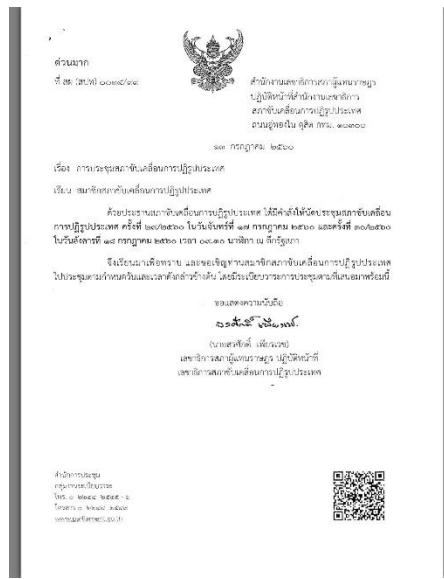 ด่วนมาก
ที่ สผ (สปท)
สำนักงานเลขาธิการสภาผู้แทนราษฎร
ปฏิบัติหน้าที่สำนักงานเลขาธิการ
สภาขับเคลื่อนการปฏิรูปประเทศ
ถนนอู่ทองใน ดุสิต กทม. ๑๐๓๐๐
๑๓ กรกฎาคม ๒๕๖๐
เรื่อง การประชุมสภาขับเคลื่อนการปฏิรูปประเทศ
เรียน สมาชิกสภาขับเคลื่อนการปฏิรูปประเทศ
ด้วยประธานสภาขับเคลื่อนการปฏิรูปประเทศ ได้มีคำสั่งให้นัดประชุมสภาขับเคลื่อน
การปฏิรูปประเทศ ครั้งที่ ๒๙/๒๕๖๐ ในวันจันทร์ที่ ๑๗ กรกฎาคม ๒๕๖๐ และครั้งที่ ๓๐/๒๕๖๐
ในวันอังคารที่ ๑๘ กรกฎาคม ๒๕๖๐ เวลา ๐๙.๓๐ นาฬิกา ณ ตึกรัฐสภา
จึงเรียนมาเพื่อทราบ และขอเชิญท่านสมาชิกสภาขับเคลื่อนการปฏิรูปประเทศ
ไปประชุมตามกำหนดวันและเวลาดังกล่าวข้างต้น โดยมีระเบียบวาระการประชุมตามที่เสนอมาพร้อมนี้
ขอแสดงความนับถือ
(นายสรศักดิ์ เพียรเวช)
เลขาธิการสภาผู้แทนราษฎร ปฏิบัติหน้าที่
เลขาธิการสภาขับเคลื่อนการปฏิรูปประเทศ
สำนักการประชุม
กลุ่มงานระเบียบวาระ
โทร. ๐
โทรสาร ๐
www.parliament.go.th